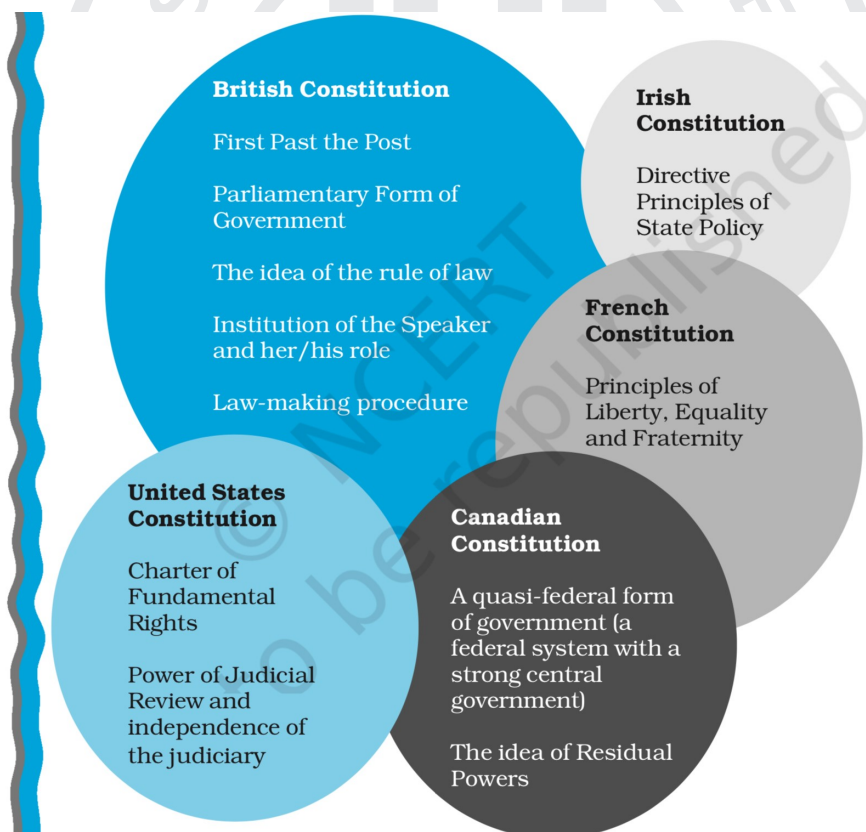 British Constitution
First Past the Post
Parliamentary Form of
Government
The idea of the rule of law
Institution of the Speaker
and her/his role
Law-making procedure
Irish
Constitution
Directive
Principles of
State Policy
French
Constitution
Principles of
Liberty, Equality
and Fraternity
United States
Constitution
Charter of
Fundamental
Rights
Power of Judicial
Review and
independence of
the judiciary
Canadian
Constitution
A quasi-federal form
of government (a
federal system with a
strong central
government)
The idea of Residual
Powers
© NCERT
to be republished